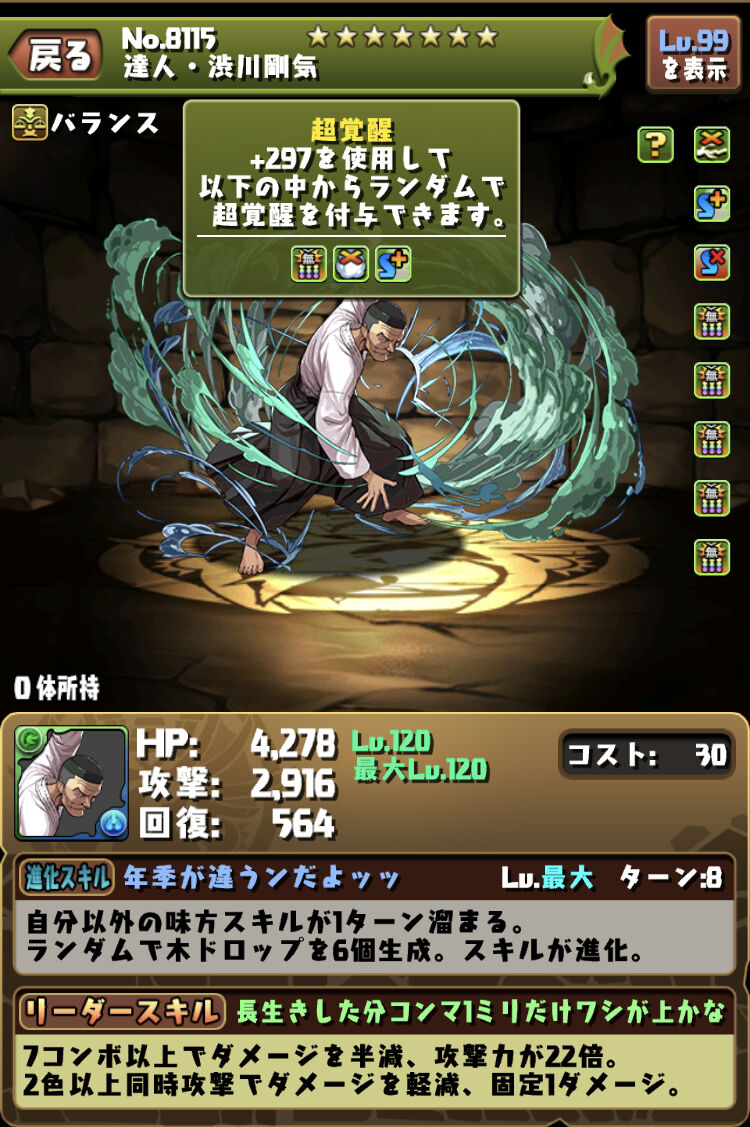 戻る
No.8115
達人・渋川剛気
★★★★★★★
Lv.99
を表示
バランス
超覚醒
+297を使用して
以下の中からランダムで
超覚醒を付与できます。
無
S+
?
S+
S
無
無
無
無
無
0体所持
HP: 4,278 Lv.120
攻撃: 2,916 最大Lv.120
回復: 564
コスト: 30
進化スキル 年季が違うンだよッッ Lv.最大 ターン:8
自分以外の味方スキルが1ターン溜まる。
ランダムで木ドロップを6個生成。スキルが進化。
リーダースキル 長生きした分コンマ1ミリだけワシが上かな
7コンボ以上でダメージを半減、攻撃力が22倍。
2色以上同時攻撃でダメージを軽減、固定1ダメージ。